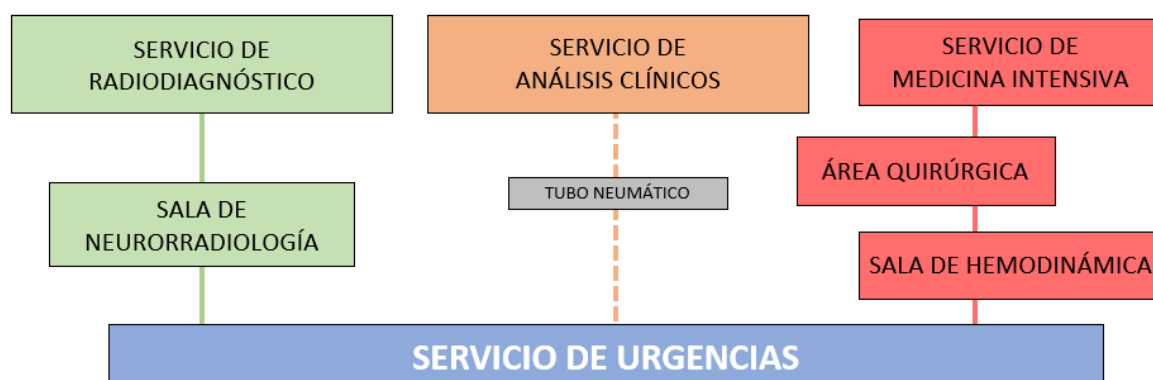 SERVICIO DE
RADIODIAGNÓSTICO
SERVICIO DE
ANÁLISIS CLÍNICOS
SERVICIO DE
MEDICINA INTENSIVA
ÁREA QUIRÚRGICA
TUBO NEUMÁTICO
SALA DE
NEURORRADIOLOGÍA
SALA DE HEMODINÁMICA
SERVICIO DE URGENCIAS